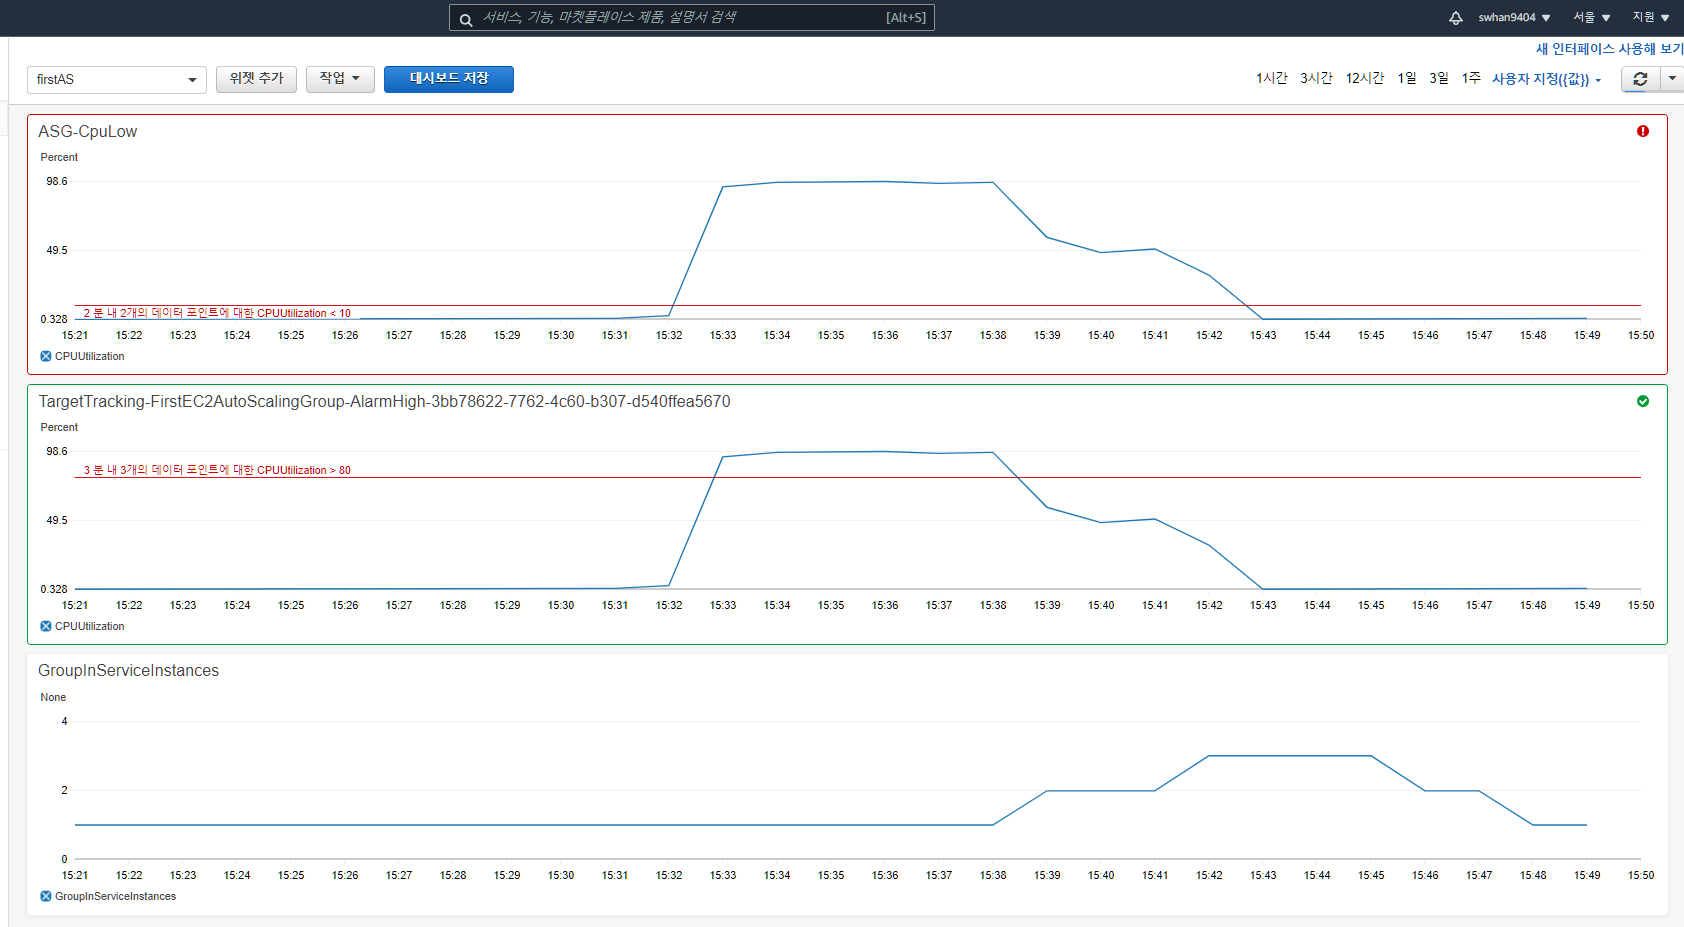 서비스, 기능, 마켓플레이스 제품, 설명서 검색 [Alt+S] swhan9404 서울 지원
새 인터페이스 사용해 보기
firstAS 위젯 추가 작업 대시보드 저장 1시간 3시간 12시간 1일 3일 1주 사용자 지정({값})
ASG-CpuLow
Percent
98.6
49.5
2 분 내 2개의 데이터 포인트에 대한 CPUUtilization < 10
0.328
15:21 15:22 15:23 15:24 15:25 15:26 15:27 15:28 15:29 15:30 15:31 15:32 15:33 15:34 15:35 15:36 15:37 15:38 15:39 15:40 15:41 15:42 15:43 15:44 15:45 15:46 15:47 15:48 15:49 15:50
CPUUtilization
TargetTracking-FirstEC2AutoScalingGroup-AlarmHigh-3bb78622-7762-4c60-b307-d540ffea5670
Percent
98.6
3 분 내 3개의 데이터 포인트에 대한 CPUUtilization > 80
49.5
0.328
15:21 15:22 15:23 15:24 15:25 15:26 15:27 15:28 15:29 15:30 15:31 15:32 15:33 15:34 15:35 15:36 15:37 15:38 15:39 15:40 15:41 15:42 15:43 15:44 15:45 15:46 15:47 15:48 15:49 15:50
CPUUtilization
GroupInServiceInstances
None
4
2
0
15:21 15:22 15:23 15:24 15:25 15:26 15:27 15:28 15:29 15:30 15:31 15:32 15:33 15:34 15:35 15:36 15:37 15:38 15:39 15:40 15:41 15:42 15:43 15:44 15:45 15:46 15:47 15:48 15:49 15:50
GroupInServiceInstances